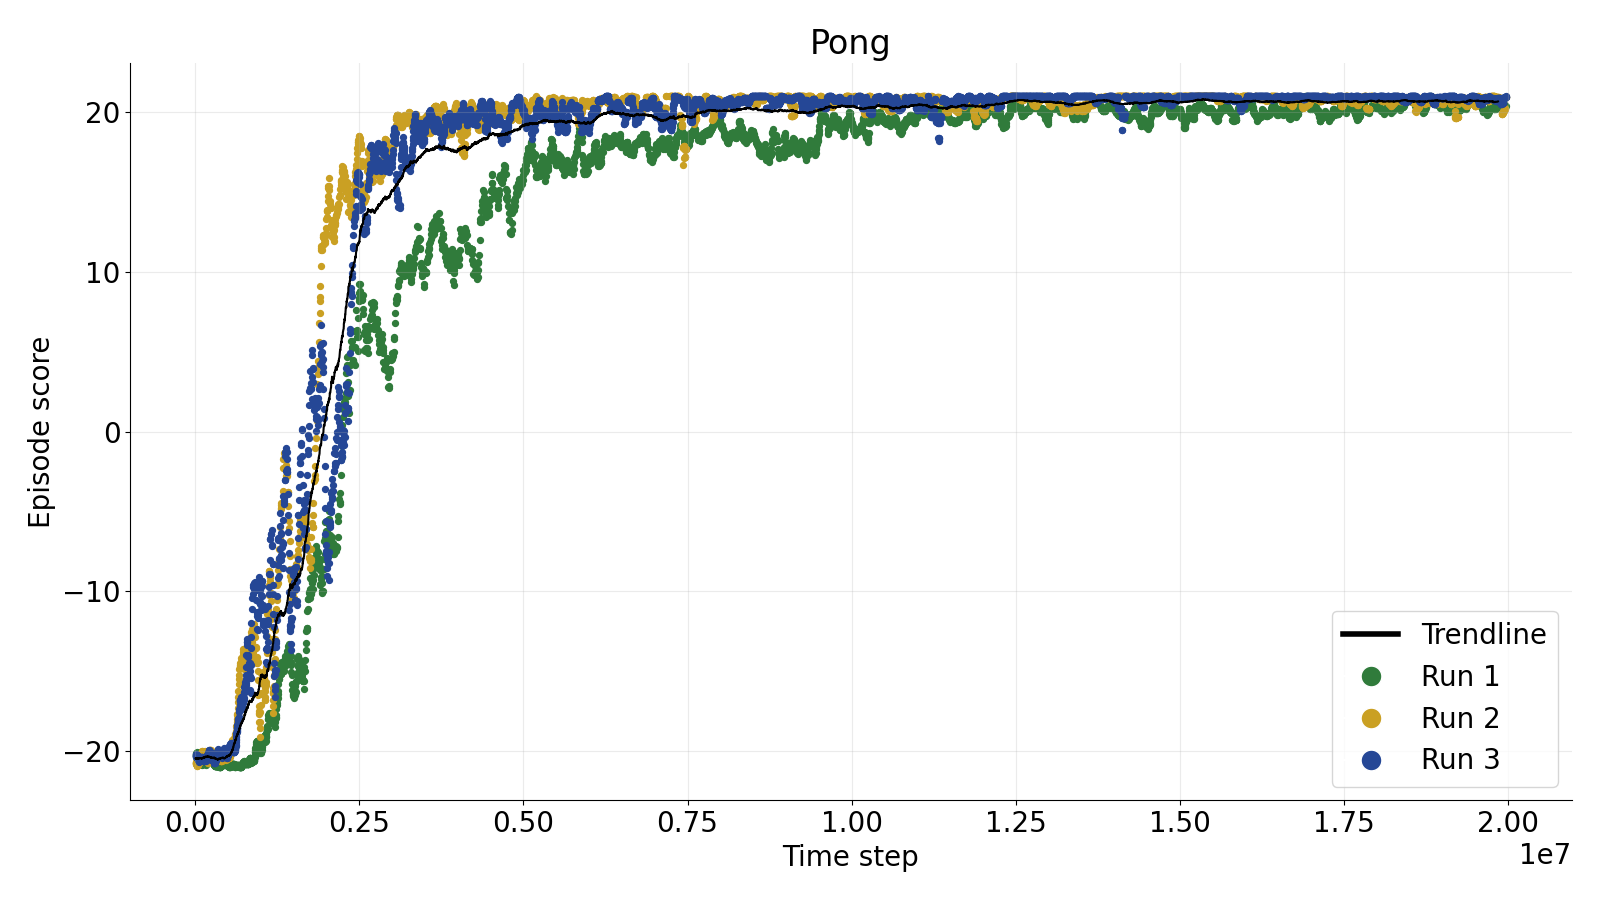 Pong
Episode score
20
10
0
−10
−20
0.00 0.25 0.50 0.75 1.00 1.25 1.50 1.75 2.00
1e7
Time step
Trendline
Run 1
Run 2
Run 3